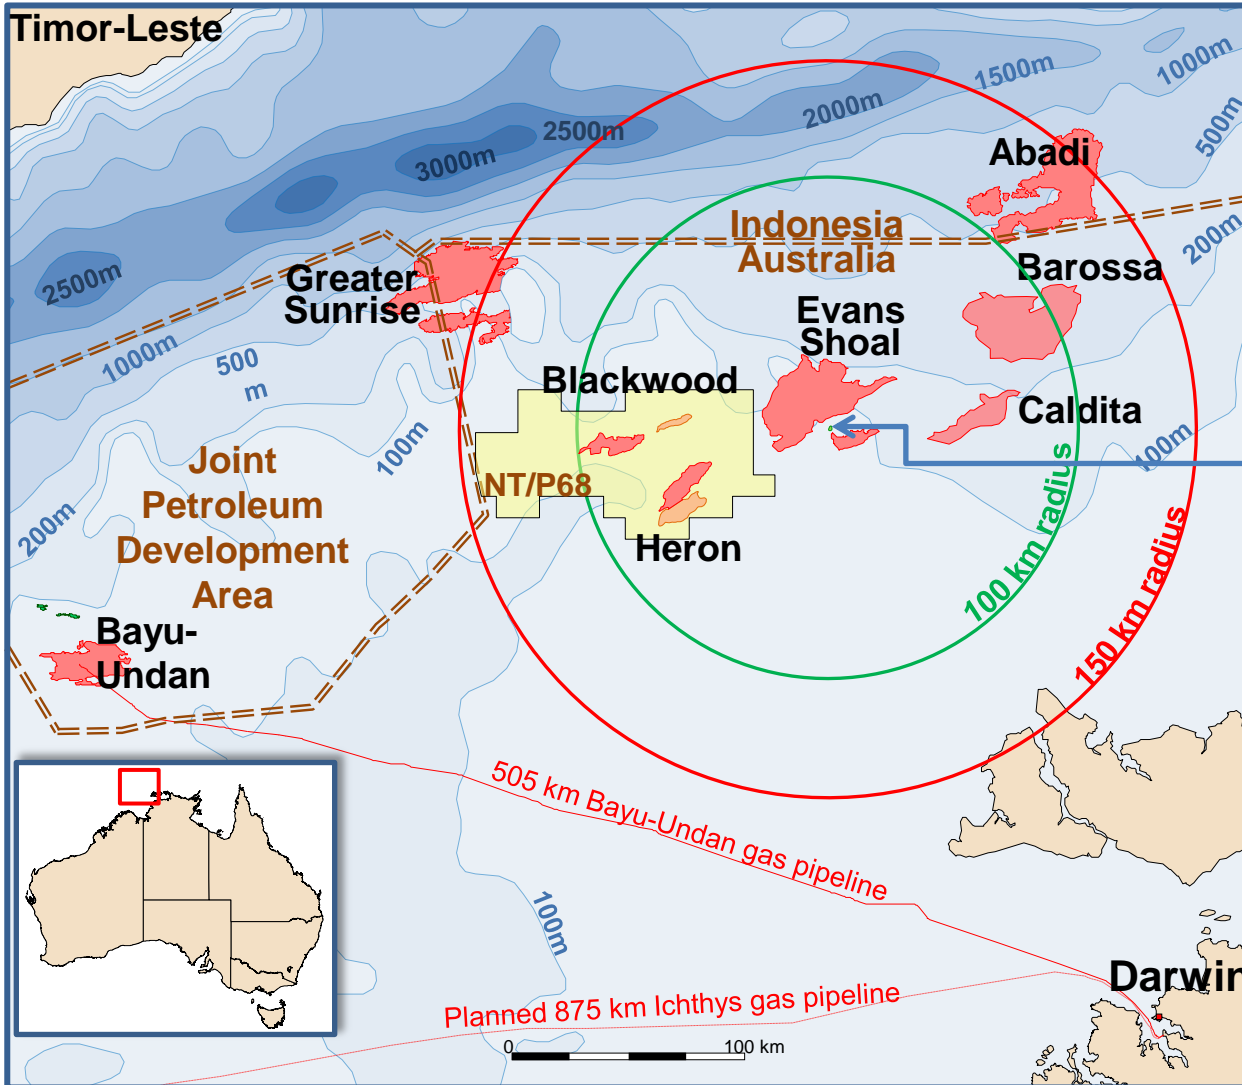 Timor-Leste
1500m
1000m
2000m
2500m
500m
3000m
Abadi
Indonesia
Australia
200m
2500m
Greater
Sunrise
Barossa
Evans
Shoal
1000m
500
m
Blackwood
Caldita
100m
100m
Joint
Petroleum
Development
Area
NT/P68
200m
Heron
100 km radius
150 km radius
Bayu-
Undan
505 km Bayu-Undan gas pipeline
100m
Darwin
Planned 875 km Ichthys gas pipeline
0
100 km